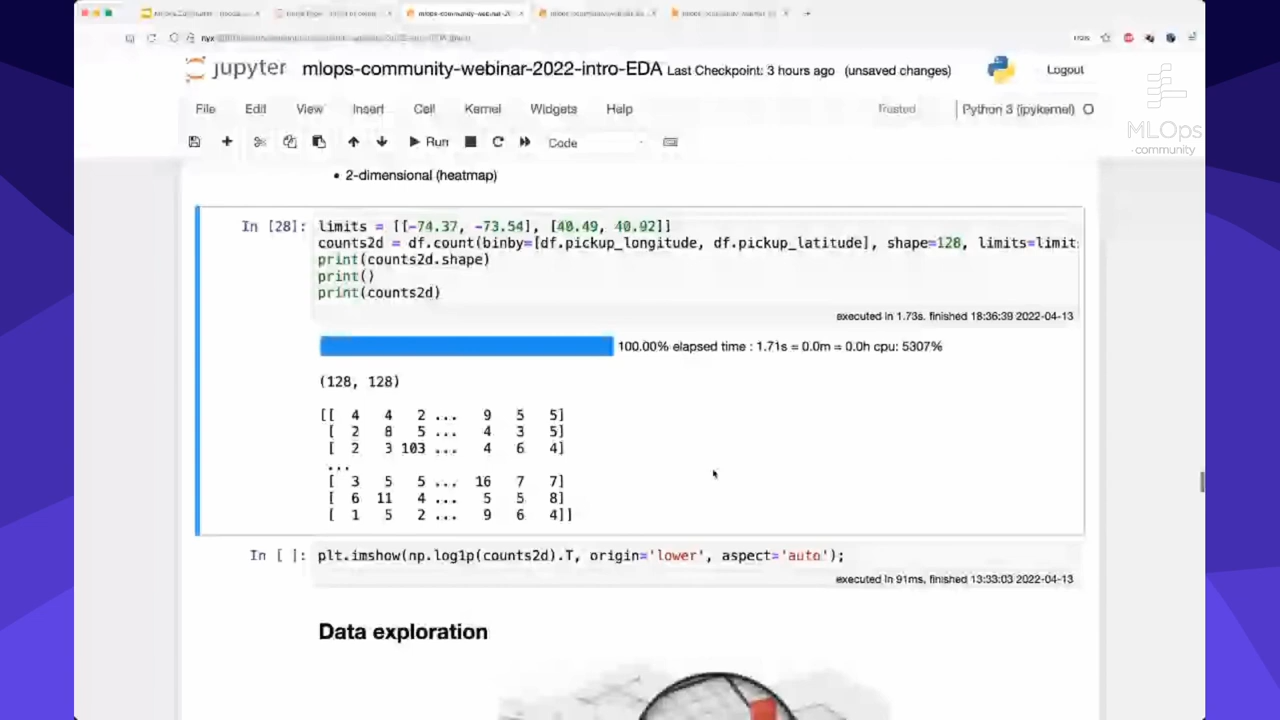 jupyter mlops-community-webinar-2022-intro-EDA Last Checkpoint: 3 hours ago (unsaved changes) Logout
File Edit View Insert Cell Kernel Widgets Help Trusted Python 3 (ipykernel)
Run Code
MLOps
community
• 2-dimensional (heatmap)
In [28]: limits = [[-74.37, -73.54], [40.49, 40.92]]
counts2d = df.count(binby=[df.pickup_longitude, df.pickup_latitude], shape=128, limits=limit
print(counts2d.shape)
print()
print(counts2d)
executed in 1.73s, finished 18:36:39 2022-04-13
100.00% elapsed time : 1.71s = 0.0m = 0.0h cpu: 5307%
(128, 128)
[[ 4 4 2 ... 9 5 5]
[ 2 8 5 ... 4 3 5]
[ 2 3 103 ... 4 6 4]
...
[ 3 5 5 ... 16 7 7]
[ 6 11 4 ... 5 5 8]
[ 1 5 2 ... 9 6 4]]
In [ ]: plt.imshow(np.log1p(counts2d).T, origin='lower', aspect='auto');
executed in 91ms, finished 13:33:03 2022-04-13
Data exploration